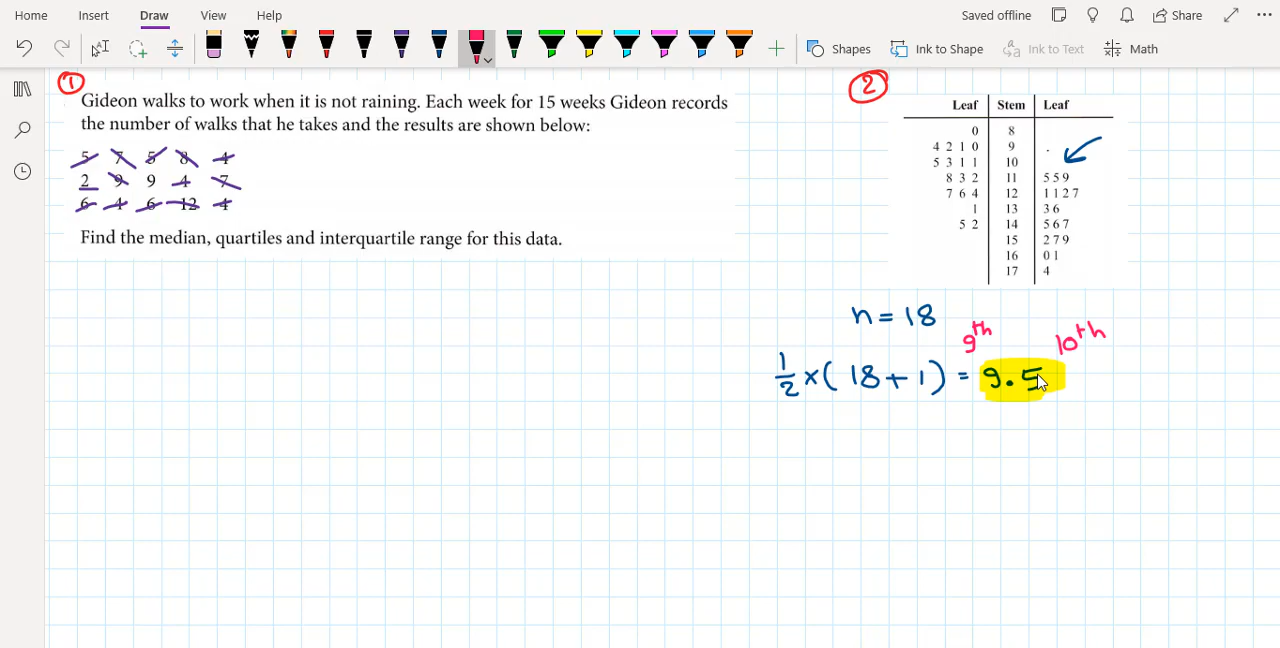 Home Insert Draw View Help Saved offline Share
Shapes Ink to Shape Ink to Text Math
1
Gideon walks to work when it is not raining. Each week for 15 weeks Gideon records
the number of walks that he takes and the results are shown below:
5 7 5 8 4
2 9 9 4 7
6 4 6 12 4
Find the median, quartiles and interquartile range for this data.
2
Leaf Stem Leaf
0 8
4 2 1 0 9
5 3 1 1 10
8 3 2 11 5 5 9
7 6 4 12 1 1 2 7
1 13 3 6
5 2 14 5 6 7
15 2 7 9
16 0 1
17 4
n = 18
9th 10th
1/2 × ( 18 + 1 ) = 9.5